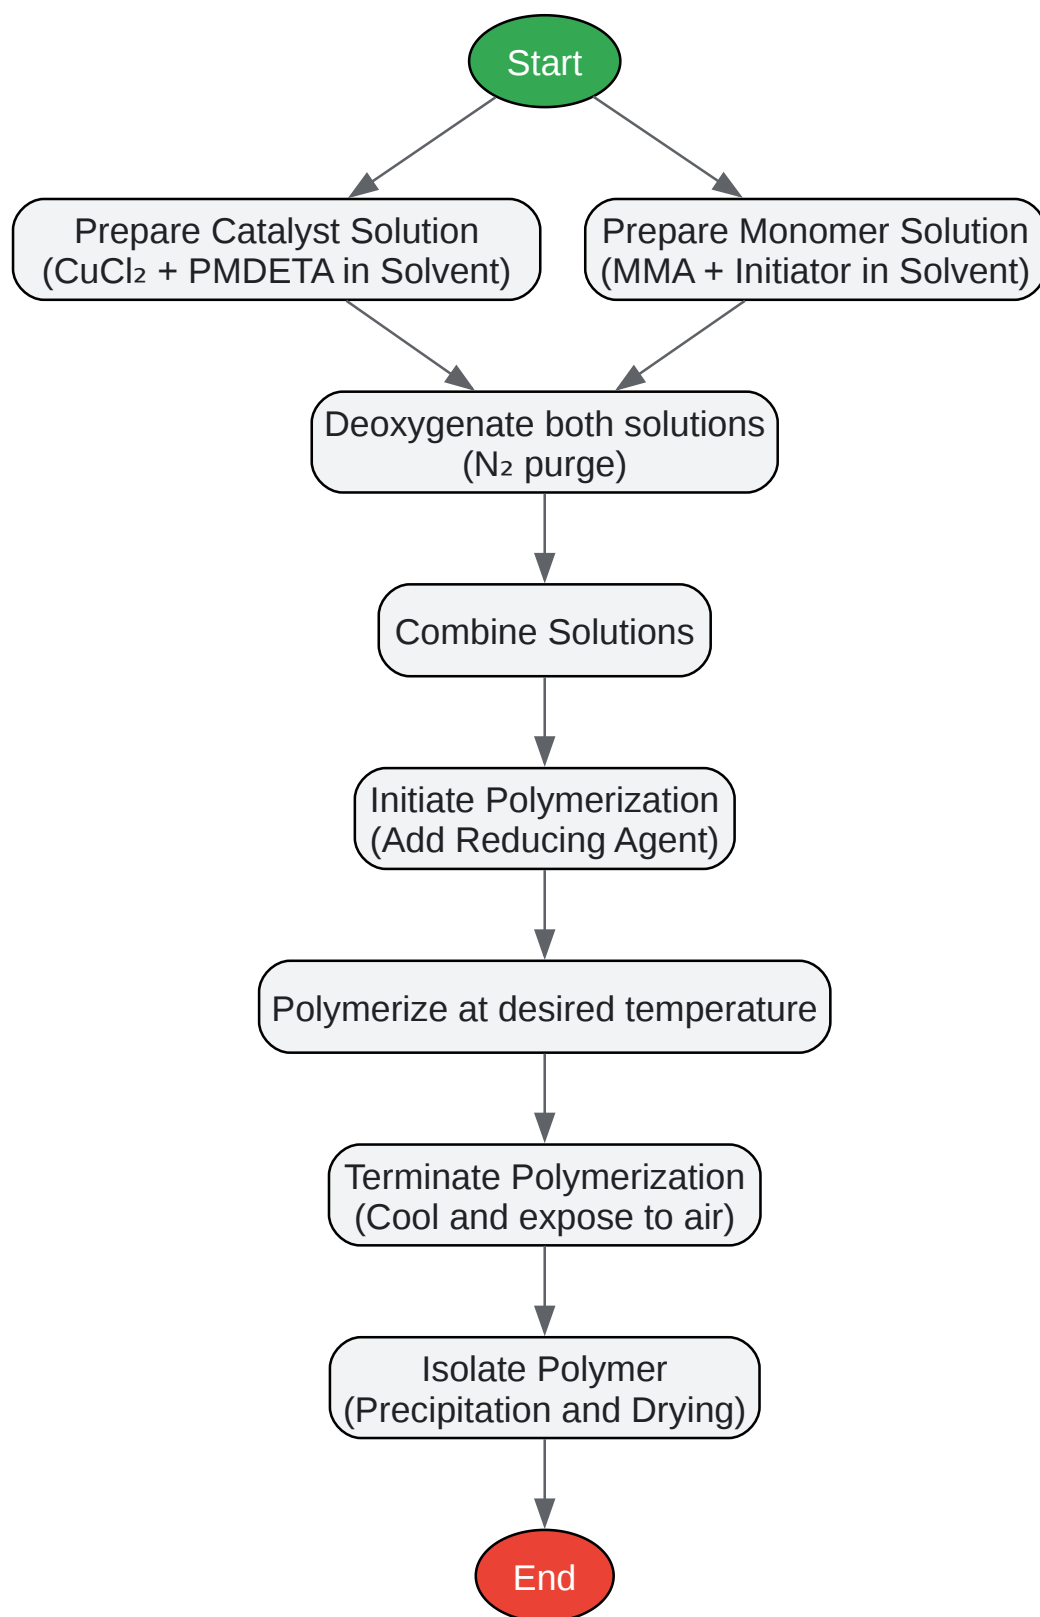 Start
Prepare Catalyst Solution
(CuCl₂ + PMDETA in Solvent)
Prepare Monomer Solution
(MMA + Initiator in Solvent)
Deoxygenate both solutions
(N₂ purge)
Combine Solutions
Initiate Polymerization
(Add Reducing Agent)
Polymerize at desired temperature
Terminate Polymerization
(Cool and expose to air)
Isolate Polymer
(Precipitation and Drying)
End